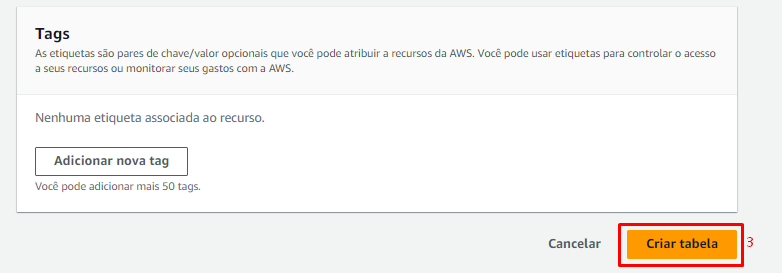 Tags
As etiquetas são pares de chave/valor opcionais que você pode atribuir a recursos da AWS. Você pode usar etiquetas para controlar o acesso
a seus recursos ou monitorar seus gastos com a AWS.
Nenhuma etiqueta associada ao recurso.
Adicionar nova tag
Você pode adicionar mais 50 tags.
Cancelar
Criar tabela
3